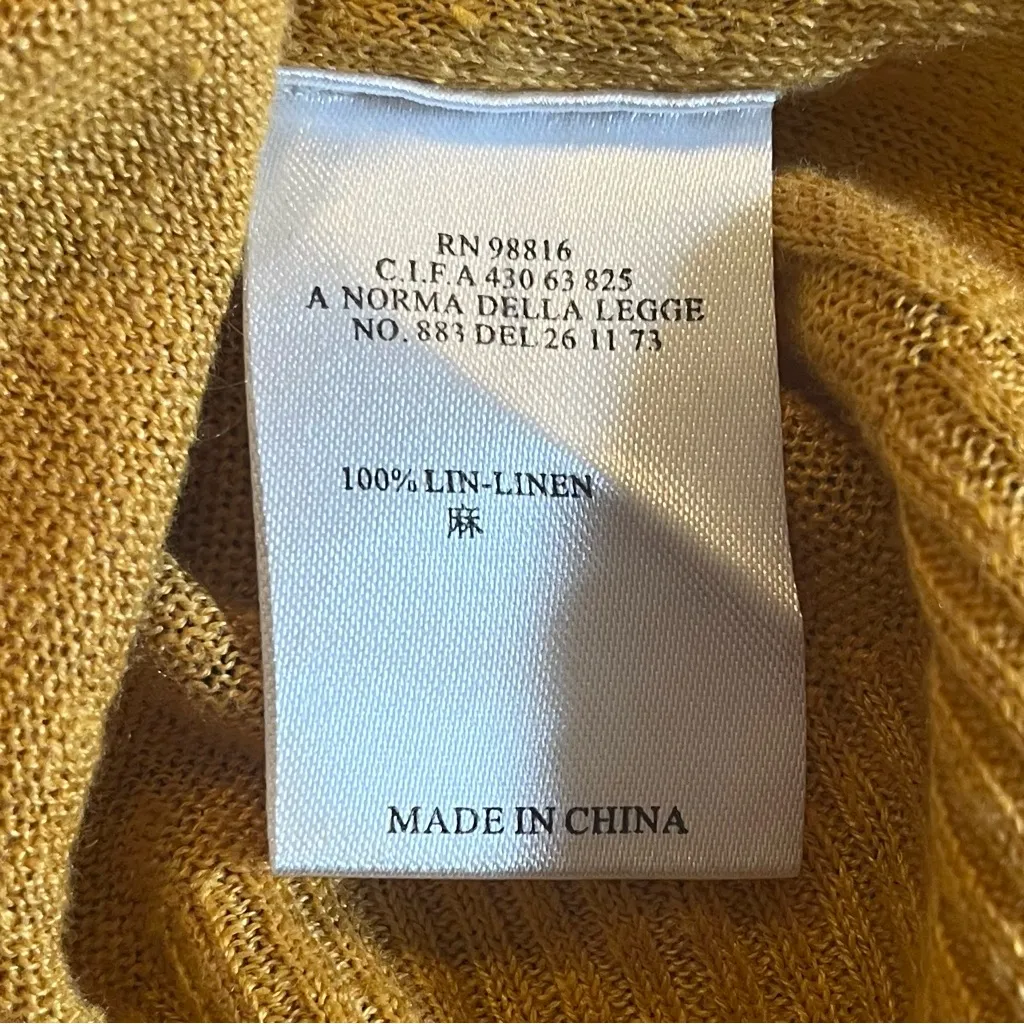 RN 98816
C.I.F. A 430 63 825
A NORMA DELLA LEGGE
NO. 883 DEL 26 11 73
100% LIN-LINEN
麻
MADE IN CHINA